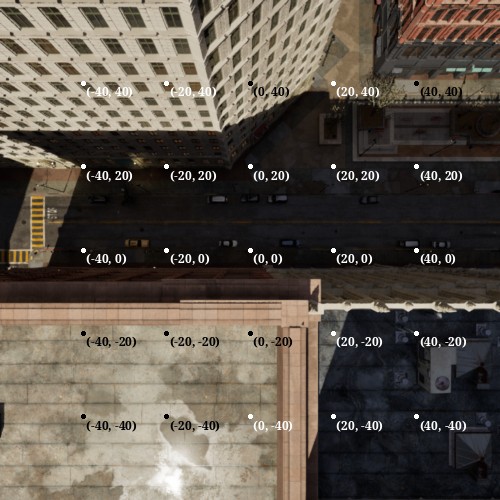 (-40, 40) (-20, 40) (0, 40) (20, 40) (40, 40)
(-40, 20) (-20, 20) (0, 20) (20, 20) (40, 20)
(-40, 0) (-20, 0) (0, 0) (20, 0) (40, 0)
(-40, -20) (-20, -20) (0, -20) (20, -20) (40, -20)
(-40, -40) (-20, -40) (0, -40) (20, -40) (40, -40)